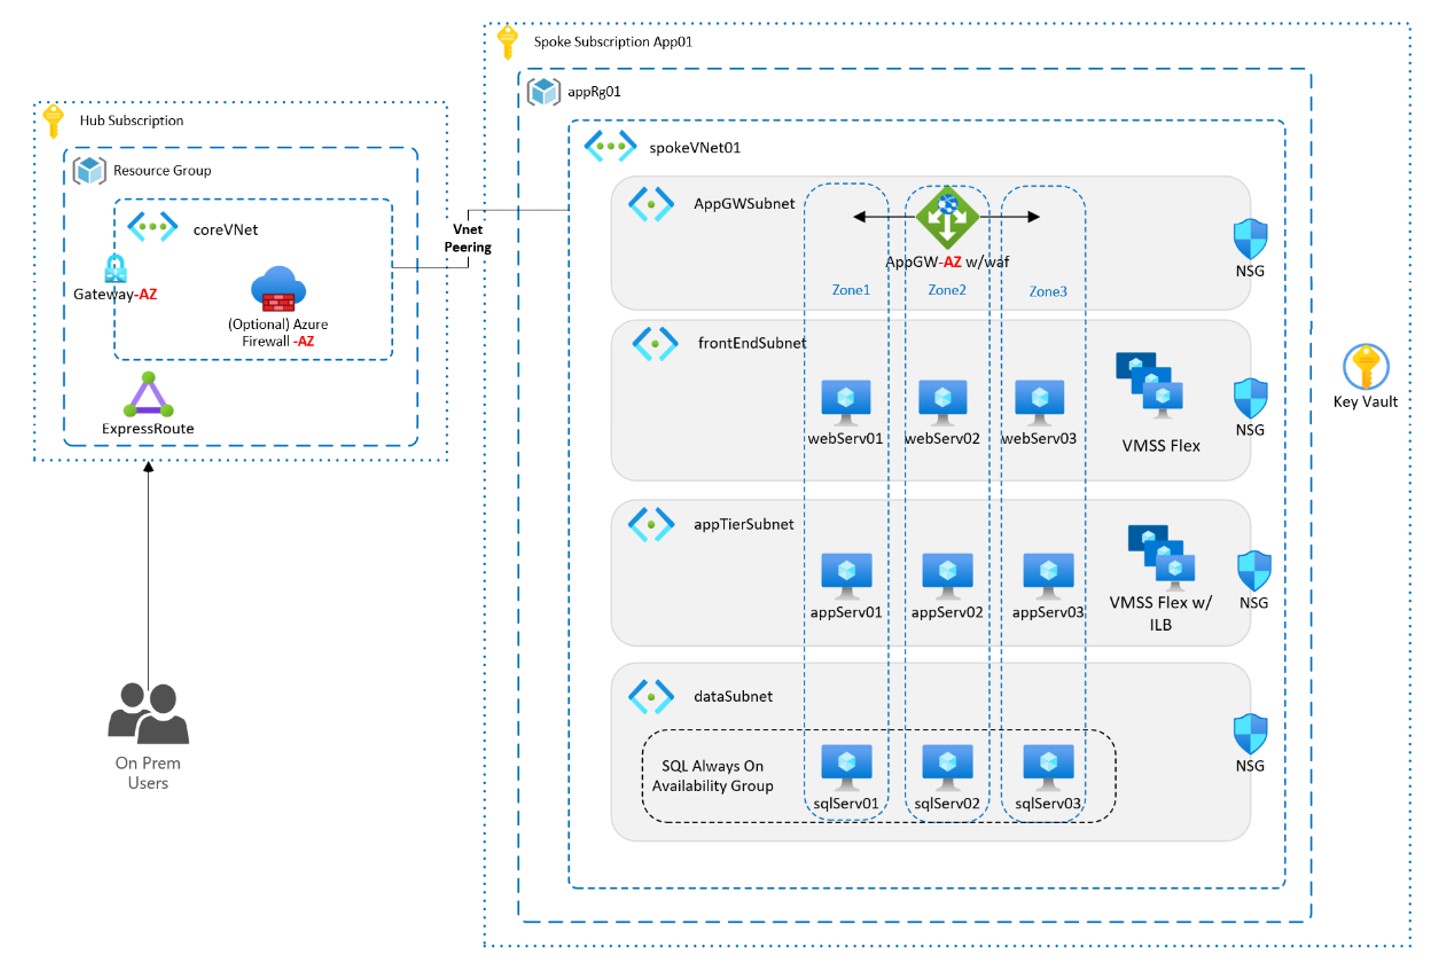 Spoke Subscription App01
appRg01
Hub Subscription
Resource Group
coreVNet
Gateway-AZ
(Optional) Azure
Firewall -AZ
ExpressRoute
Vnet
Peering
On Prem
Users
spokeVNet01
AppGWSubnet
AppGW-AZ w/waf
Zone1
Zone2
Zone3
NSG
frontEndSubnet
webServ01
webServ02
webServ03
VMSS Flex
NSG
Key Vault
appTierSubnet
appServ01
appServ02
appServ03
VMSS Flex w/
ILB
NSG
dataSubnet
SQL Always On
Availability Group
sqlServ01
sqlServ02
sqlServ03
NSG